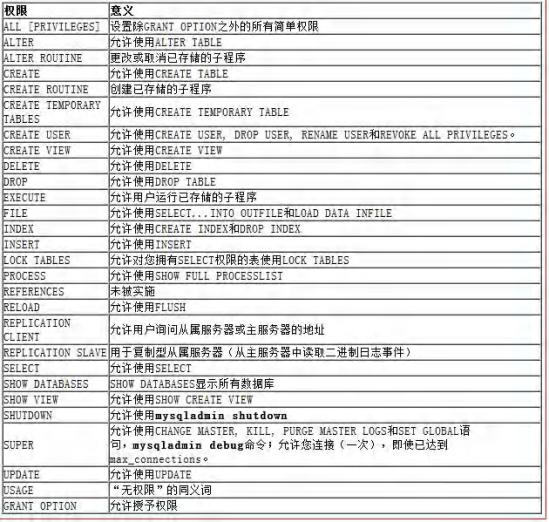 权限 意义
ALL [PRIVILEGES] 设置除GRANT OPTION之外的所有简单权限
ALTER 允许使用ALTER TABLE
ALTER ROUTINE 更改或取消已存储的子程序
CREATE 允许使用CREATE TABLE
CREATE ROUTINE 创建已存储的子程序
CREATE TEMPORARY
TABLES 允许使用CREATE TEMPORARY TABLE
CREATE USER 允许使用CREATE USER, DROP USER, RENAME USER和REVOKE ALL PRIVILEGES。
CREATE VIEW 允许使用CREATE VIEW
DELETE 允许使用DELETE
DROP 允许使用DROP TABLE
EXECUTE 允许用户运行已存储的子程序
FILE 允许使用SELECT...INTO OUTFILE和LOAD DATA INFILE
INDEX 允许使用CREATE INDEX和DROP INDEX
INSERT 允许使用INSERT
LOCK TABLES 允许对您拥有SELECT权限的表使用LOCK TABLES
PROCESS 允许使用SHOW FULL PROCESSLIST
REFERENCES 未被实施
RELOAD 允许使用FLUSH
REPLICATION
CLIENT 允许用户询问从属服务器或主服务器的地址
REPLICATION SLAVE 用于复制型从属服务器（从主服务器中读取二进制日志事件）
SELECT 允许使用SELECT
SHOW DATABASES SHOW DATABASES显示所有数据库
SHOW VIEW 允许使用SHOW CREATE VIEW
SHUTDOWN 允许使用mysqladmin shutdown
SUPER 允许使用CHANGE MASTER, KILL, PURGE MASTER LOGS和SET GLOBAL语
句，mysqladmin debug命令；允许您连接（一次），即使已达到
max_connections。
UPDATE 允许使用UPDATE
USAGE “无权限”的同义词
GRANT OPTION 允许授予权限